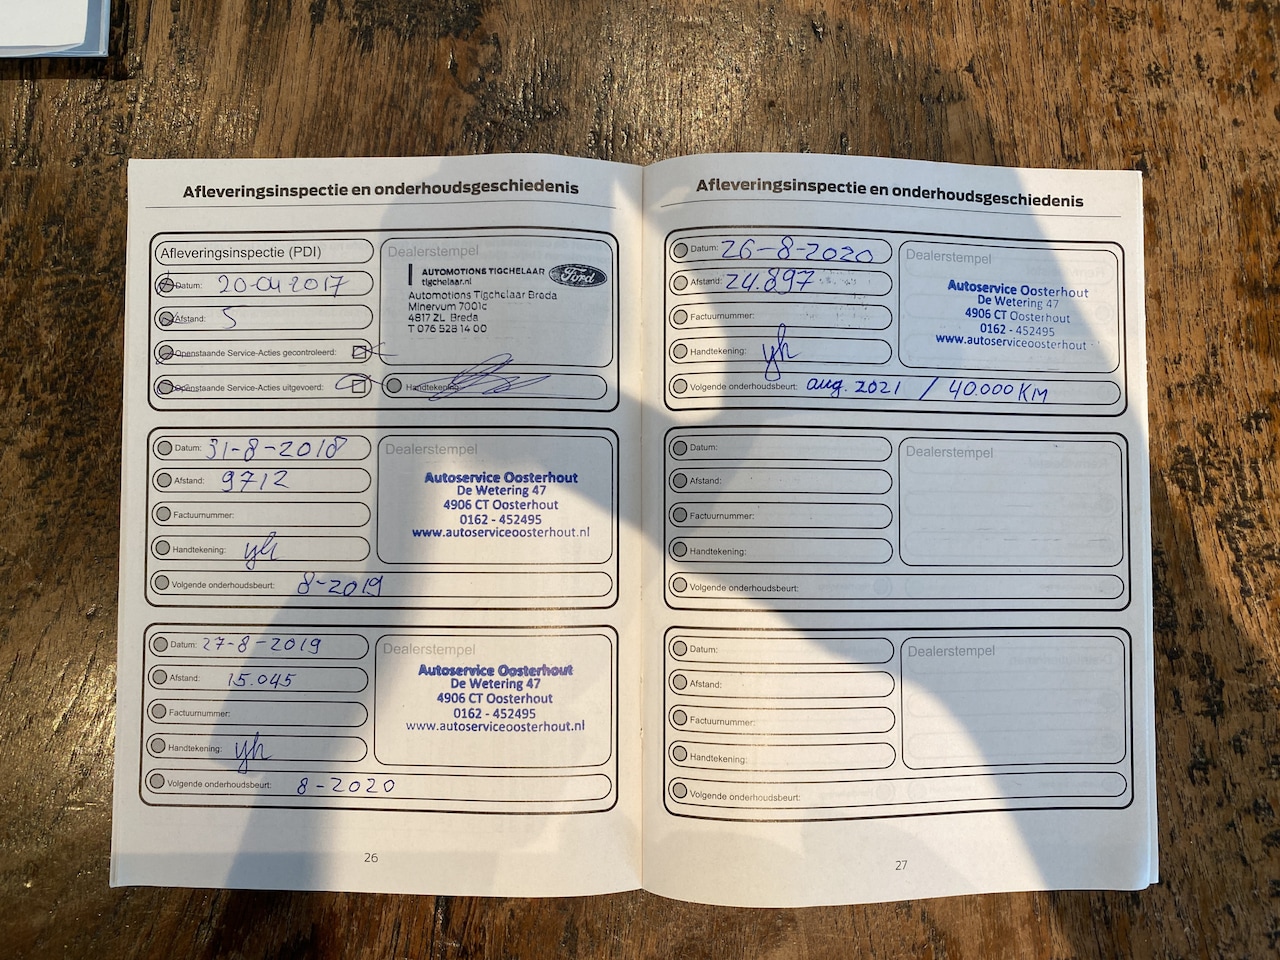 Afleveringsinspectie en onderhoudsgeschiedenis
Afleveringsinspectie (PDI)
Datum: 20-04 2017
Afstand: 5
Openstaande Service-Acties gecontroleerd:
Openstaande Service-Acties uitgevoerd:
Dealerstempel
AUTOMOTIONS TIGCHELAAR
tigchelaar.nl
Ford
Automotions Tigchelaar Breda
Minervum 7001c
4817 ZL Breda
T 076 528 14 00
Handtekening:
Datum: 31-8-2018
Afstand: 9712
Factuurnummer:
Handtekening: yh
Volgende onderhoudsbeurt: 8-2019
Dealerstempel
Autoservice Oosterhout
De Wetering 47
4906 CT Oosterhout
0162 - 452495
www.autoserviceoosterhout.nl
Datum: 27-8-2019
Afstand: 15.045
Factuurnummer:
Handtekening: yh
Volgende onderhoudsbeurt: 8-2020
Dealerstempel
Autoservice Oosterhout
De Wetering 47
4906 CT Oosterhout
0162 - 452495
www.autoserviceoosterhout.nl
26
Afleveringsinspectie en onderhoudsgeschiedenis
Datum: 26-8-2020
Afstand: 24.897
Factuurnummer:
Handtekening: yh
Volgende onderhoudsbeurt: aug. 2021 / 40.000 KM
Dealerstempel
Autoservice Oosterhout
De Wetering 47
4906 CT Oosterhout
0162 - 452495
www.autoserviceoosterhout
Datum:
Afstand:
Factuurnummer:
Handtekening:
Volgende onderhoudsbeurt:
Dealerstempel
Datum:
Afstand:
Factuurnummer:
Handtekening:
Volgende onderhoudsbeurt:
Dealerstempel
27